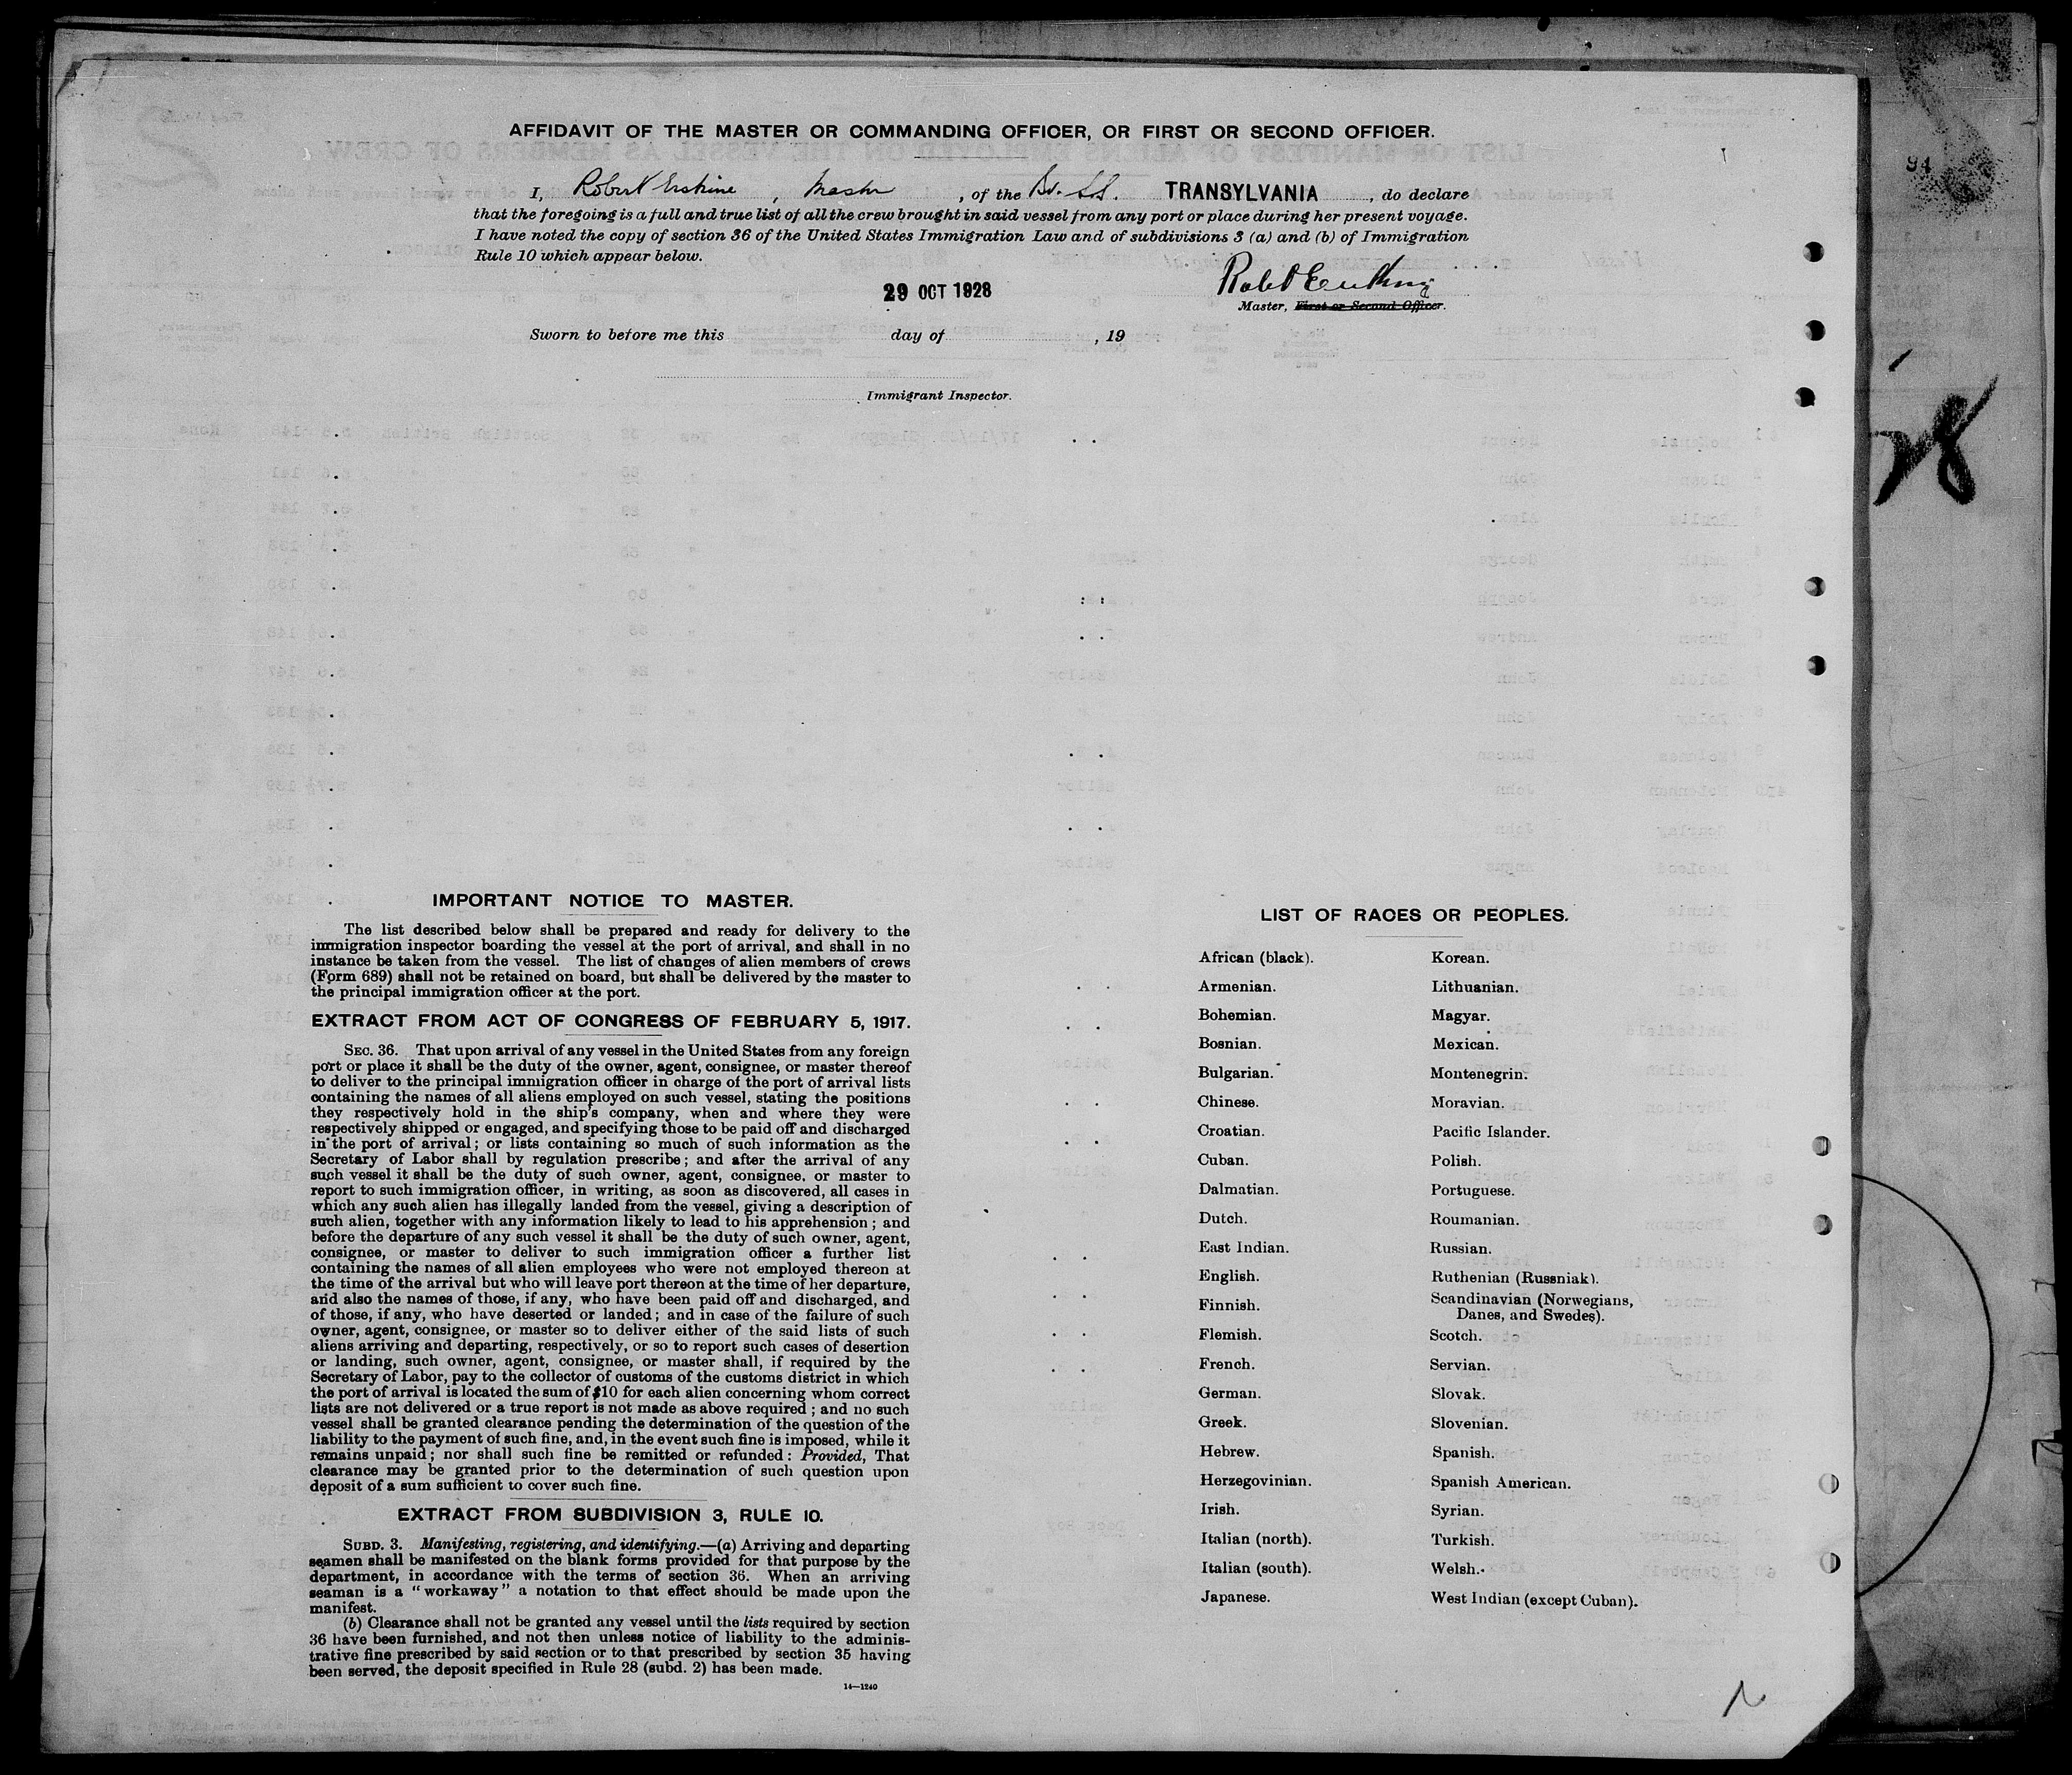 AFFIDAVIT OF THE MASTER OR COMMANDING OFFICER, OR FIRST OR SECOND OFFICER.
I, Robert Erskine, Master, of the Br. S.S. TRANSYLVANIA, do declare
that the foregoing is a full and true list of all the crew brought in said vessel from any port or place during her present voyage.
I have noted the copy of section 36 of the United States Immigration Law and of subdivisions 3 (a) and (b) of Immigration
Rule 10 which appear below.
29 OCT 1928
Robert Erskine
Master, First or Second Officer.
Sworn to before me this day of , 19
Immigrant Inspector.
94
28
IMPORTANT NOTICE TO MASTER.
The list described below shall be prepared and ready for delivery to the
immigration inspector boarding the vessel at the port of arrival, and shall in no
instance be taken from the vessel. The list of changes of alien members of crews
(Form 689) shall not be retained on board, but shall be delivered by the master to
the principal immigration officer at the port.
EXTRACT FROM ACT OF CONGRESS OF FEBRUARY 5, 1917.
SEC. 36. That upon arrival of any vessel in the United States from any foreign
port or place it shall be the duty of the owner, agent, consignee, or master thereof
to deliver to the principal immigration officer in charge of the port of arrival lists
containing the names of all aliens employed on such vessel, stating the positions
they respectively hold in the ship's company, when and where they were
respectively shipped or engaged, and specifying those to be paid off and discharged
in the port of arrival; or lists containing so much of such information as the
Secretary of Labor shall by regulation prescribe; and after the arrival of any
such vessel it shall be the duty of such owner, agent, consignee, or master to
report to such immigration officer, in writing, as soon as discovered, all cases in
which any such alien has illegally landed from the vessel, giving a description of
such alien, together with any information likely to lead to his apprehension; and
before the departure of any such vessel it shall be the duty of such owner, agent,
consignee, or master to deliver to such immigration officer a further list
containing the names of all alien employees who were not employed thereon at
the time of the arrival but who will leave port thereon at the time of her departure,
and also the names of those, if any, who have been paid off and discharged, and
of those, if any, who have deserted or landed; and in case of the failure of such
owner, agent, consignee, or master so to deliver either of the said lists of such
aliens arriving and departing, respectively, or so to report such cases of desertion
or landing, such owner, agent, consignee, or master shall, if required by the
Secretary of Labor, pay to the collector of customs of the customs district in which
the port of arrival is located the sum of $10 for each alien concerning whom correct
lists are not delivered or a true report is not made as above required; and no such
vessel shall be granted clearance pending the determination of the question of the
liability to the payment of such fine, and, in the event such fine is imposed, while it
remains unpaid; nor shall such fine be remitted or refunded: Provided, That
clearance may be granted prior to the determination of such question upon
deposit of a sum sufficient to cover such fine.
EXTRACT FROM SUBDIVISION 3, RULE 10.
SUBD. 3. Manifesting, registering, and identifying.—(a) Arriving and departing
seamen shall be manifested on the blank forms provided for that purpose by the
department, in accordance with the terms of section 36. When an arriving
seaman is a "workaway" a notation to that effect should be made upon the
manifest.
(b) Clearance shall not be granted any vessel until the lists required by section
36 have been furnished, and not then unless notice of liability to the adminis-
trative fine prescribed by said section or to that prescribed by section 35 having
been served, the deposit specified in Rule 28 (subd. 2) has been made.
14—1240
LIST OF RACES OR PEOPLES.
African (black).
Armenian.
Bohemian.
Bosnian.
Bulgarian.
Chinese.
Croatian.
Cuban.
Dalmatian.
Dutch.
East Indian.
English.
Finnish.
Flemish.
French.
German.
Greek.
Hebrew.
Herzegovinian.
Irish.
Italian (north).
Italian (south).
Japanese.
Korean.
Lithuanian.
Magyar.
Mexican.
Montenegrin.
Moravian.
Pacific Islander.
Polish.
Portuguese.
Roumanian.
Russian.
Ruthenian (Russniak).
Scandinavian (Norwegians,
Danes, and Swedes).
Scotch.
Servian.
Slovak.
Slovenian.
Spanish.
Spanish American.
Syrian.
Turkish.
Welsh.
West Indian (except Cuban).